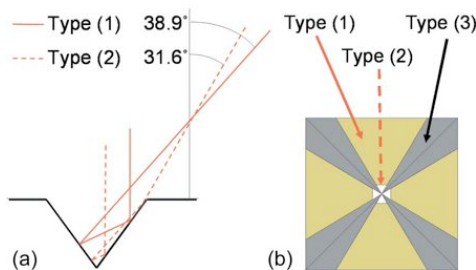 Type (1) 38.9°
Type (2) 31.6°
(a)
Type (1)
Type (3)
Type (2)
(b)